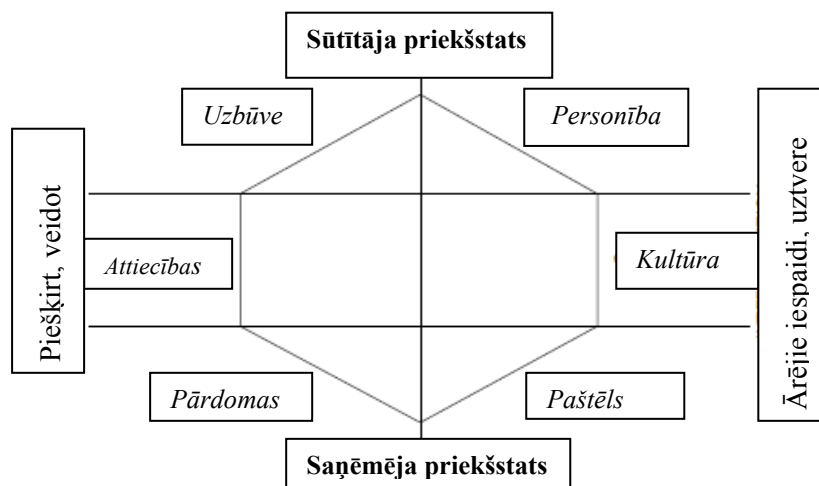 Sūtītāja priekšstats
Uzbūve
Personība
Piešķirt, veidot
Ārējie iespaidi, uztvere
Attiecības
Kultūra
Pārdomas
Paštēls
Saņēmēja priekšstats